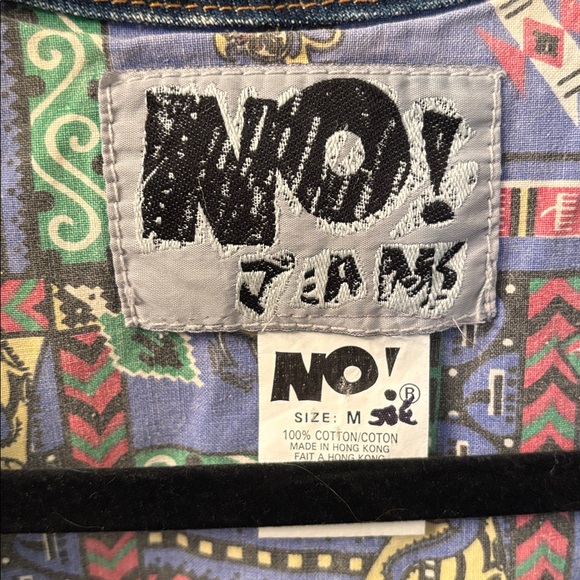 NO!
JEANS
NO!®
SIZE: M
100% COTTON/COTON
MADE IN HONG KONG
FAIT A HONG KONG